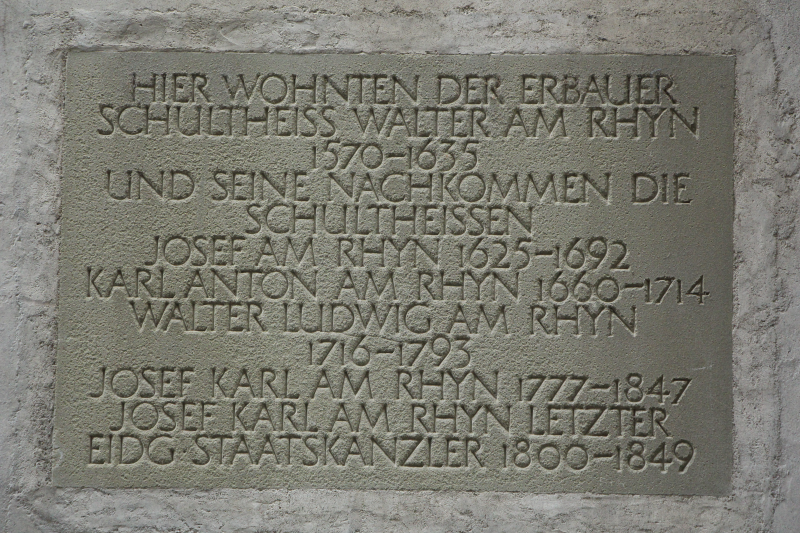 HIER WOHNTEN DER ERBAUER
SCHULTHEISS WALTER AM RHYN
1570–1635
UND SEINE NACHKOMMEN DIE
SCHULTHEISSEN
JOSEF AM RHYN 1625–1692
KARL ANTON AM RHYN 1660–1714
WALTER LUDWIG AM RHYN
1716–1793
JOSEF KARL AM RHYN 1777–1847
JOSEF KARL AM RHYN LETZTER
EIDG·STAATSKANZLER 1800–1849